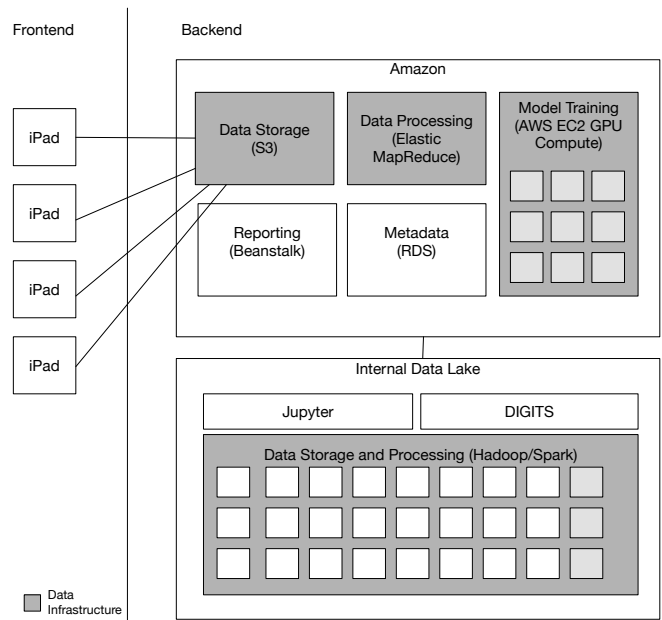 Frontend
Backend
Amazon
iPad
iPad
iPad
iPad
Data Storage
(S3)
Data Processing
(Elastic
MapReduce)
Model Training
(AWS EC2 GPU
Compute)
Reporting
(Beanstalk)
Metadata
(RDS)
Internal Data Lake
Jupyter
DIGITS
Data Storage and Processing (Hadoop/Spark)
Data
Infrastructure